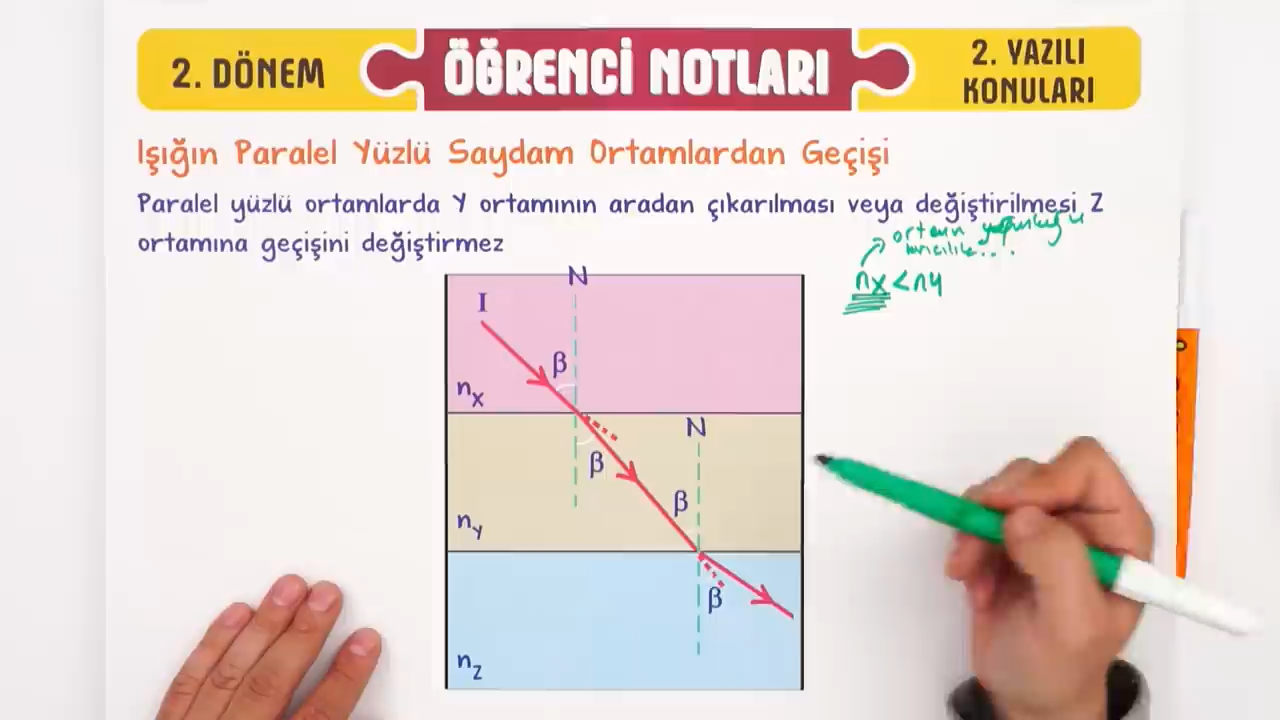 2. DÖNEM
ÖĞRENCİ NOTLARI
2. YAZILI
KONULARI
Işığın Paralel Yüzlü Saydam Ortamlardan Geçişi
Paralel yüzlü ortamlarda Y ortamının aradan çıkarılması veya değiştirilmesi Z
ortamına geçişini değiştirmez
ortamın
nx < ny
N
I
β
nX
N
β
β
nY
β
nZ